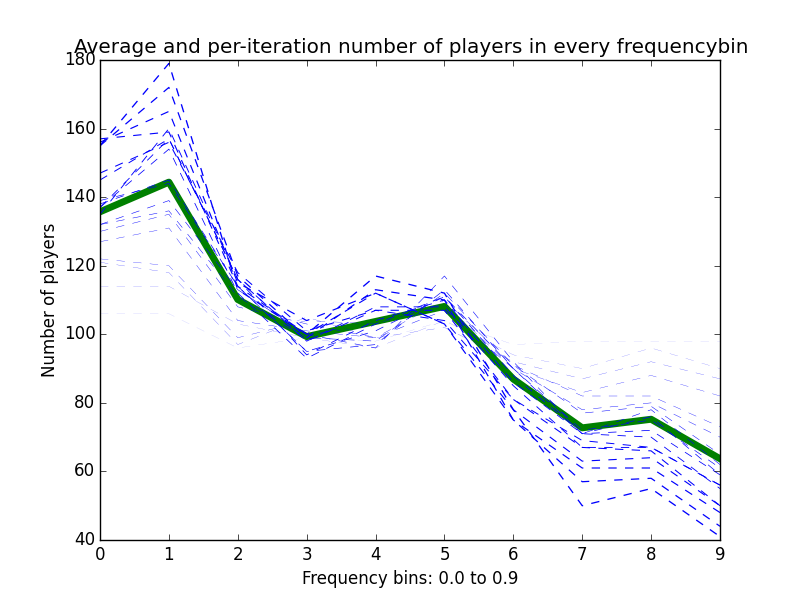 Average and per-iteration number of players in every frequencybin
180
160
140
120
100
80
60
40
Number of players
0 1 2 3 4 5 6 7 8 9
Frequency bins: 0.0 to 0.9